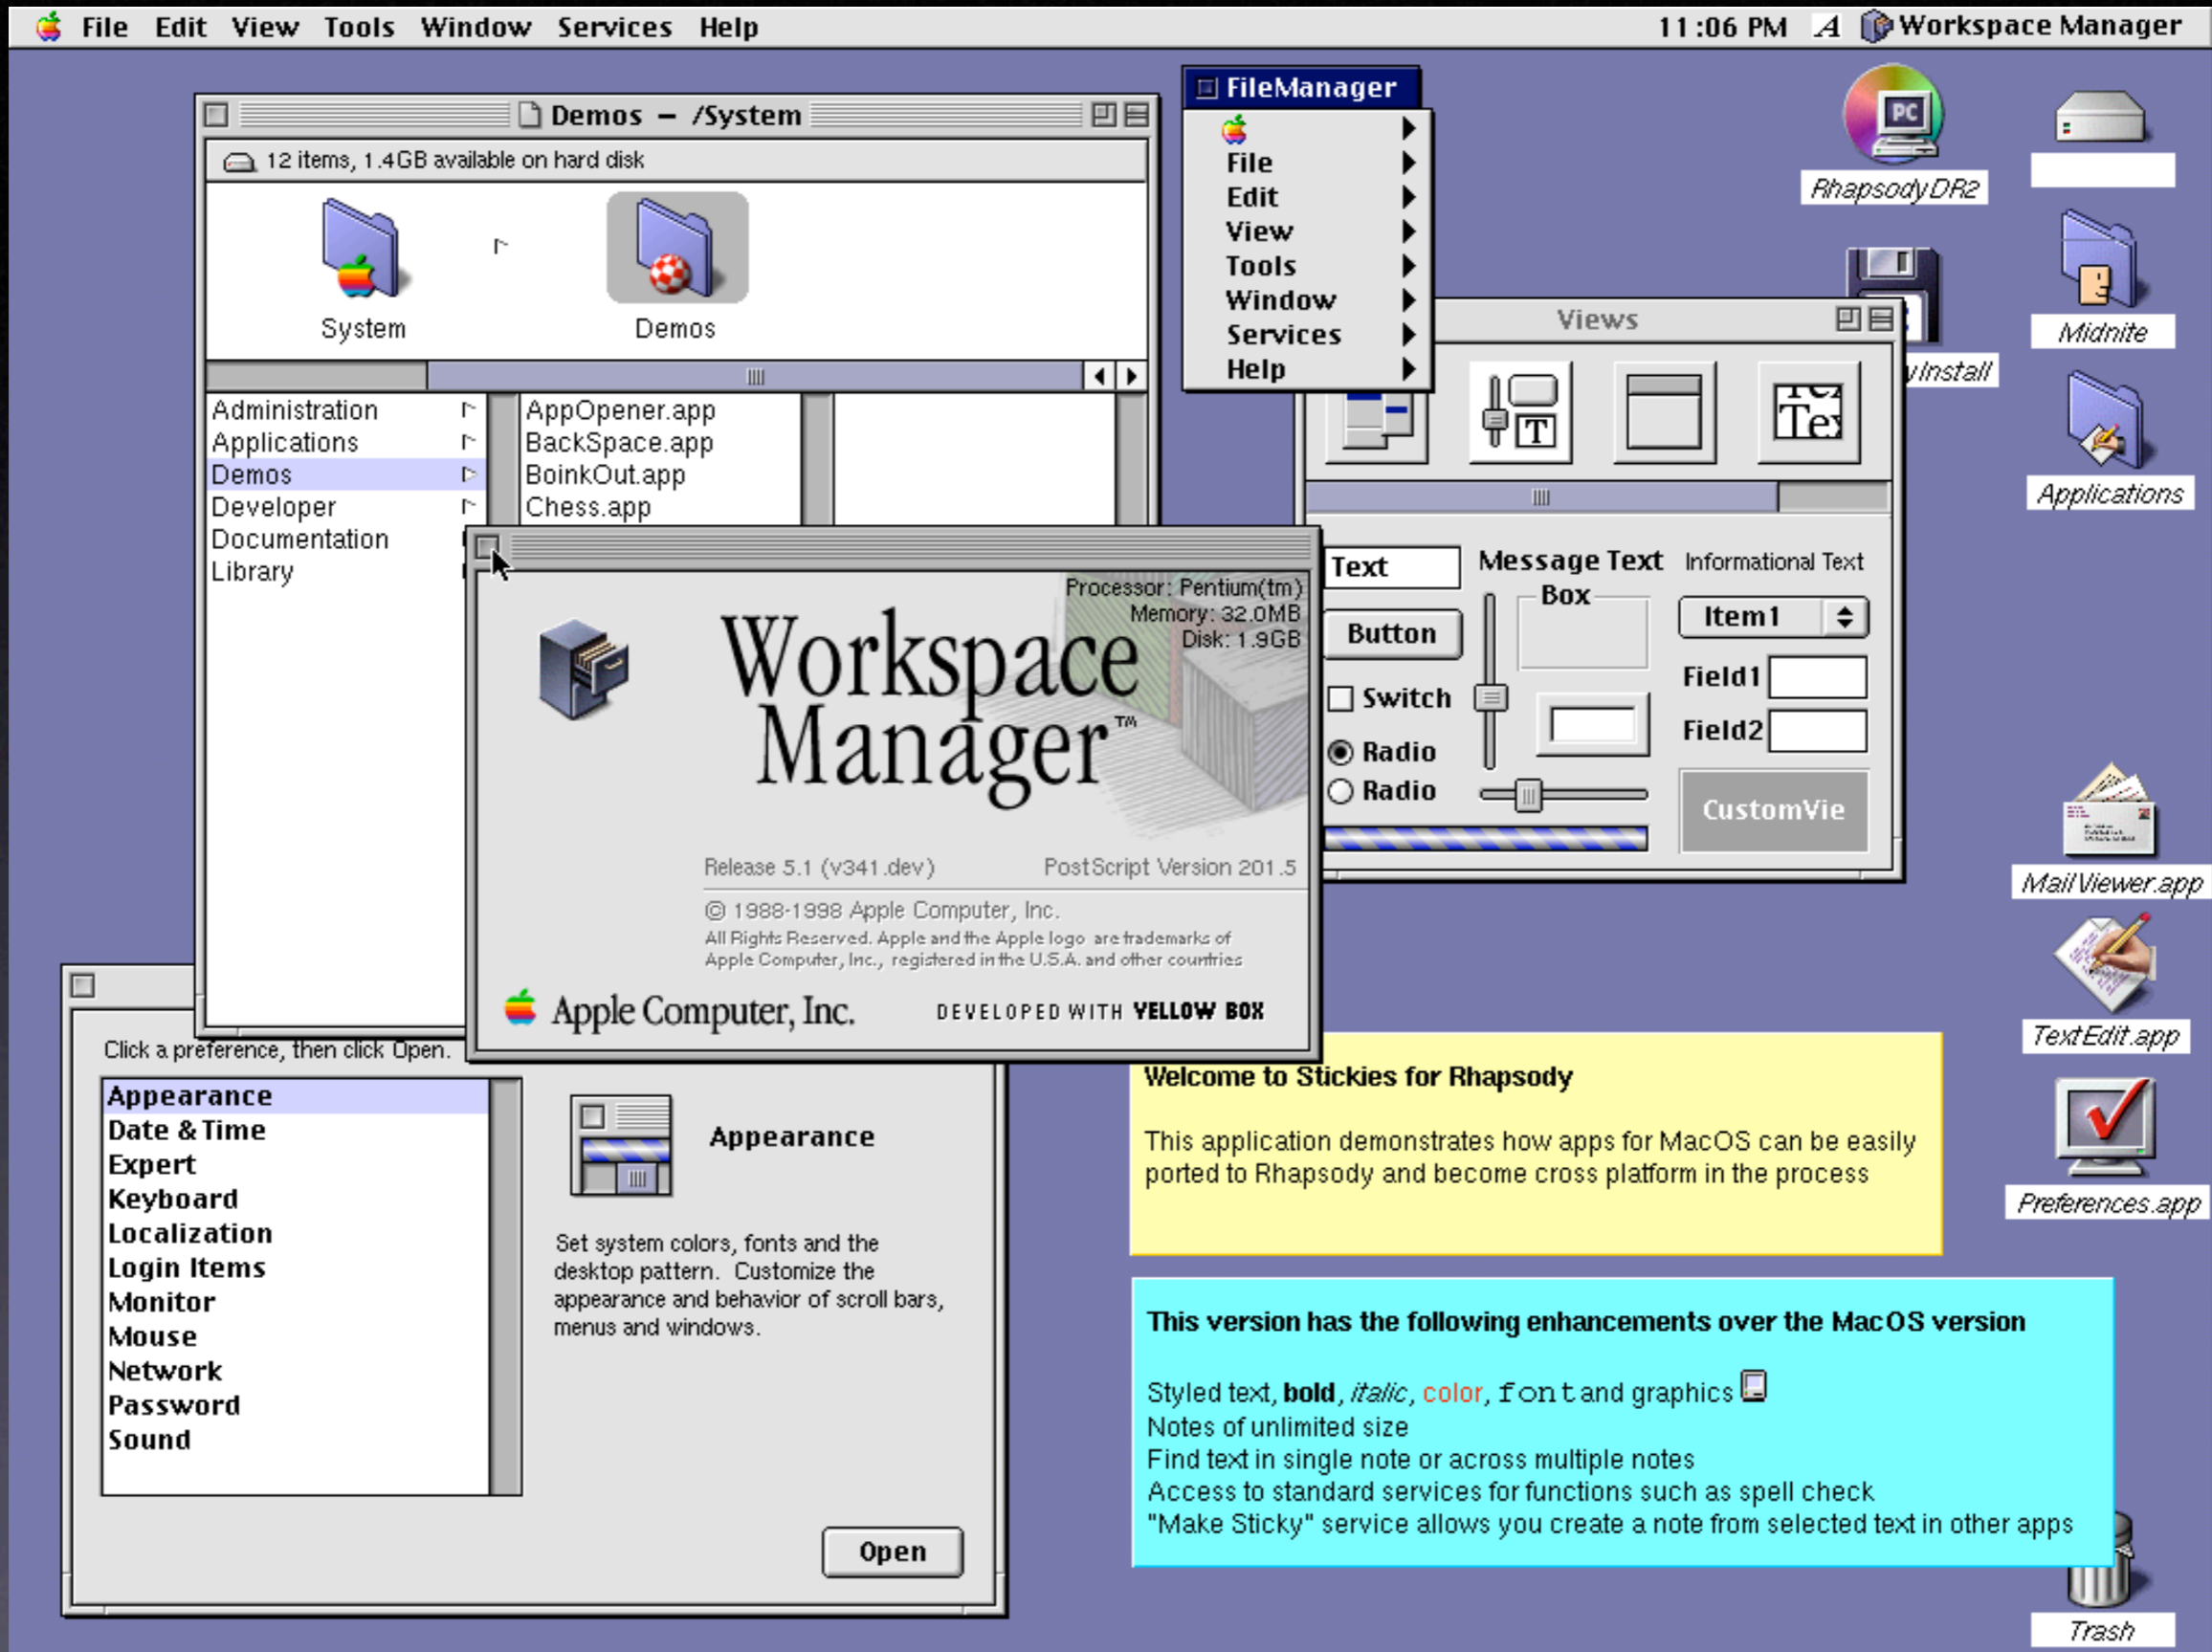 File Edit View Tools Window Services Help
11:06 PM A Workspace Manager
Demos – /System
12 items, 1.4GB available on hard disk
System
Demos
Administration
Applications
Demos
Developer
Documentation
Library
AppOpener.app
BackSpace.app
BoinkOut.app
Chess.app
FileManager
File
Edit
View
Tools
Window
Services
Help
Views
T
Text
Message Text
Informational Text
Box
Button
Item1
Switch
Field1
Field2
Radio
Radio
CustomVie
PC
RhapsodyDR2
yInstall
Midnite
Applications
MailViewer.app
TextEdit.app
Preferences.app
Trash
Processor: Pentium(tm)
Memory: 32.0MB
Disk: 1.9GB
Workspace
Manager™
Release 5.1 (v341.dev) PostScript Version 201.5
© 1988-1998 Apple Computer, Inc.
All Rights Reserved. Apple and the Apple logo are trademarks of
Apple Computer, Inc., registered in the U.S.A. and other countries
Apple Computer, Inc. DEVELOPED WITH YELLOW BOX
Click a preference, then click Open.
Appearance
Date & Time
Expert
Keyboard
Localization
Login Items
Monitor
Mouse
Network
Password
Sound
Appearance
Set system colors, fonts and the
desktop pattern. Customize the
appearance and behavior of scroll bars,
menus and windows.
Open
Welcome to Stickies for Rhapsody
This application demonstrates how apps for MacOS can be easily
ported to Rhapsody and become cross platform in the process
This version has the following enhancements over the MacOS version
Styled text, bold, italic, color, font and graphics
Notes of unlimited size
Find text in single note or across multiple notes
Access to standard services for functions such as spell check
"Make Sticky" service allows you create a note from selected text in other apps